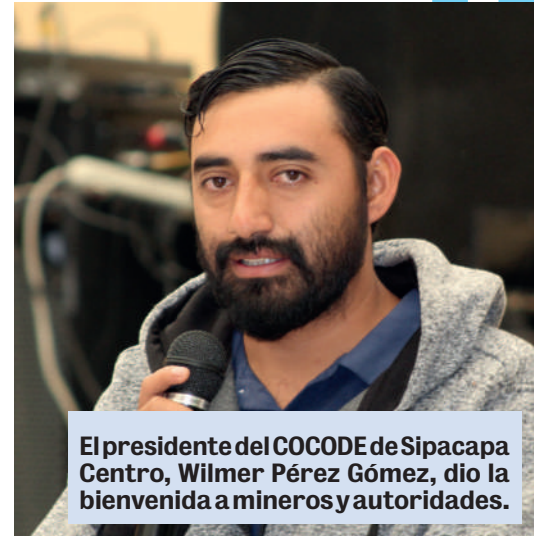 El presidente del COCODE de Sipacapa
Centro, Wilmer Pérez Gómez, dio la
bienvenida a mineros y autoridades.